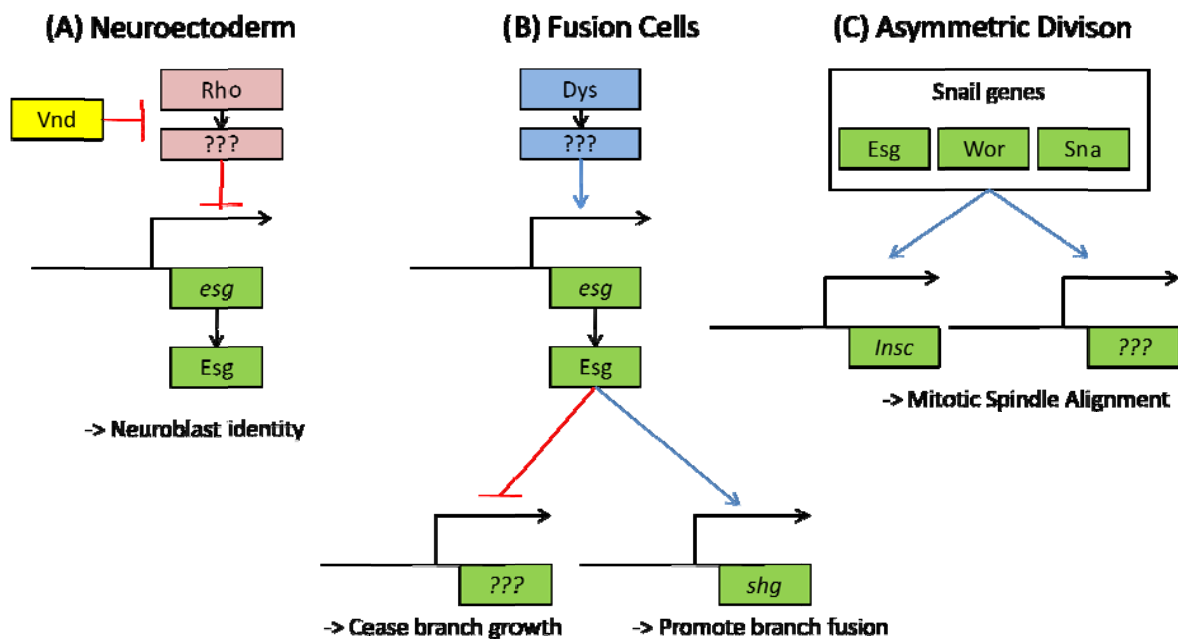 (A) Neuroectoderm
Vnd
Rho
???
esg
Esg
-> Neuroblast identity
(B) Fusion Cells
Dys
???
esg
Esg
???
-> Cease branch growth
shg
-> Promote branch fusion
(C) Asymmetric Divison
Snail genes
Esg Wor Sna
Insc
???
-> Mitotic Spindle Alignment